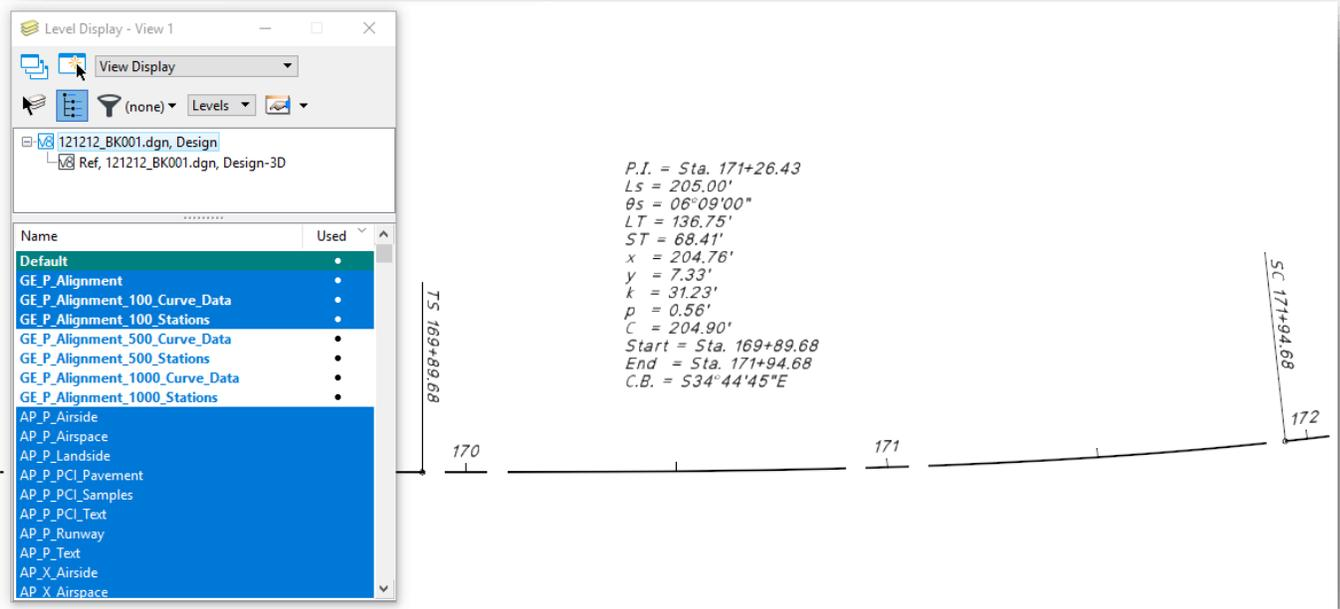 Level Display - View 1
View Display
(none)
Levels
121212_BK001.dgn, Design
Ref, 121212_BK001.dgn, Design-3D
Name Used
Default
GE_P_Alignment
GE_P_Alignment_100_Curve_Data
GE_P_Alignment_100_Stations
GE_P_Alignment_500_Curve_Data
GE_P_Alignment_500_Stations
GE_P_Alignment_1000_Curve_Data
GE_P_Alignment_1000_Stations
AP_P_Airside
AP_P_Airspace
AP_P_Landside
AP_P_PCI_Pavement
AP_P_PCI_Samples
AP_P_PCI_Text
AP_P_Runway
AP_P_Text
AP_X_Airside
AP_X_Airspace
P.I. = Sta. 171+26.43
Ls = 205.00'
θs = 06°09'00"
LT = 136.75'
ST = 68.41'
x = 204.76'
y = 7.33'
k = 31.23'
p = 0.56'
C = 204.90'
Start = Sta. 169+89.68
End = Sta. 171+94.68
C.B. = S34°44'45"E
TS 169+89.68
170
171
SC 171+94.68
172